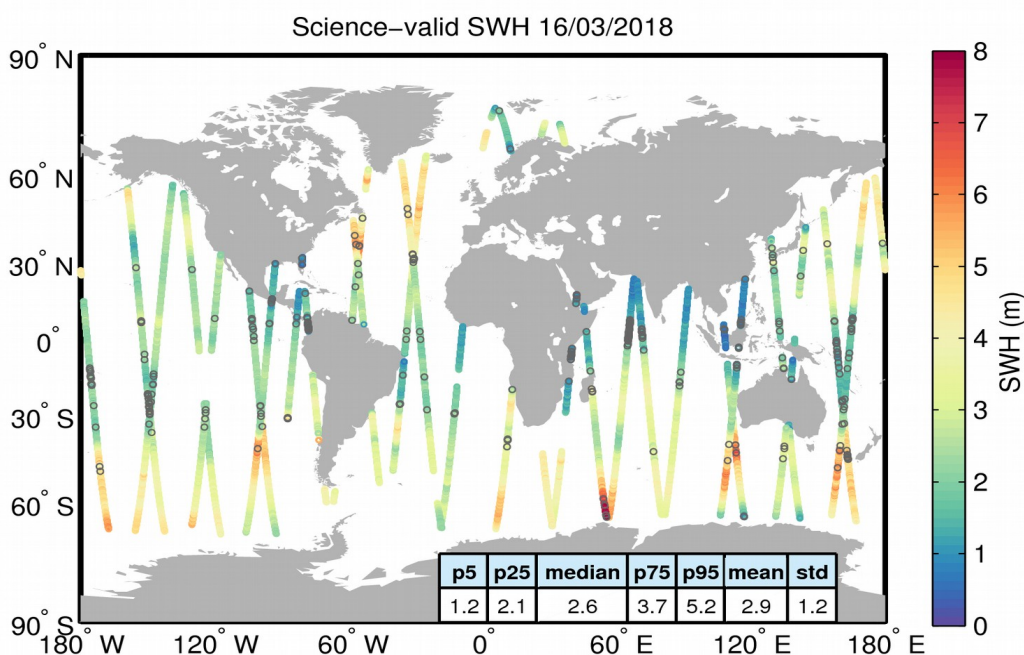 Science−valid SWH 16/03/2018
90° N
60° N
30° N
0°
30° S
60° S
90° S
180° W
120° W
60° W
0°
60° E
120° E
180° E
p5 p25 median p75 p95 mean std
1.2 2.1 2.6 3.7 5.2 2.9 1.2
8
7
6
5
4
3
2
1
0
SWH (m)